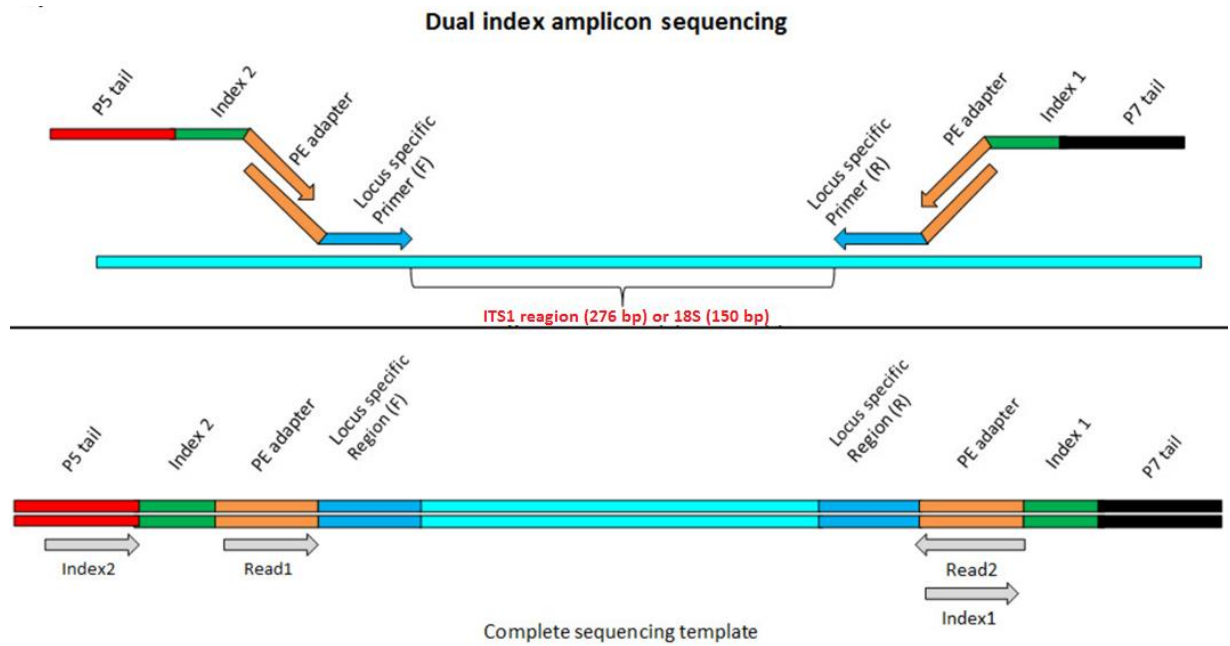 Dual index amplicon sequencing
P5 tail
Index 2
PE adapter
Locus specific
Primer (F)
Locus specific
Primer (R)
PE adapter
Index 1
P7 tail
ITS1 reagion (276 bp) or 18S (150 bp)
P5 tail
Index 2
PE adapter
Locus specific
Region (F)
Locus specific
Region (R)
PE adapter
Index 1
P7 tail
Index2
Read1
Read2
Index1
Complete sequencing template